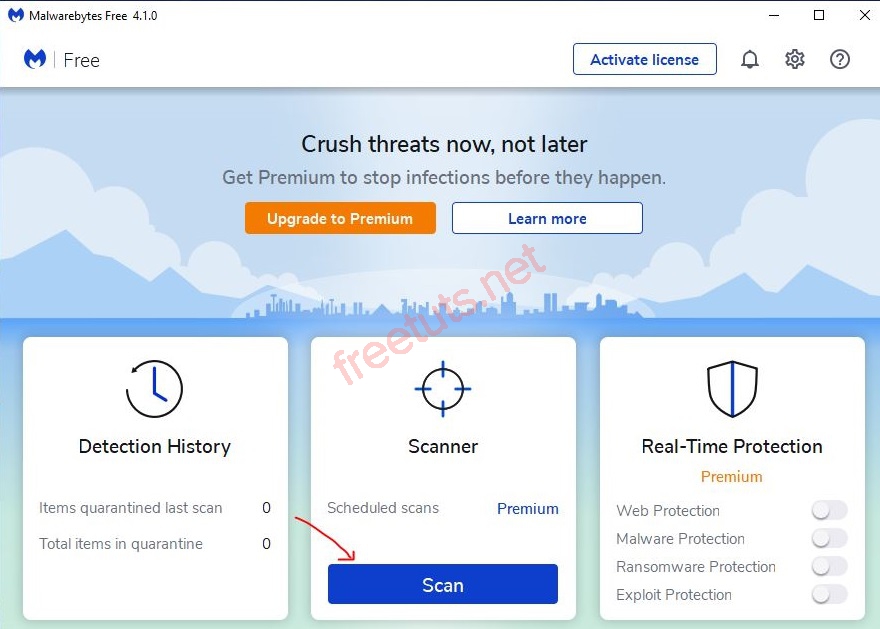 Malwarebytes Free 4.1.0
Free
Activate license
Crush threats now, not later
Get Premium to stop infections before they happen.
Upgrade to Premium
Learn more
freetuts.net
Detection History
Items quarantined last scan 0
Total items in quarantine 0
Scanner
Scheduled scans Premium
Scan
Real-Time Protection
Premium
Web Protection
Malware Protection
Ransomware Protection
Exploit Protection